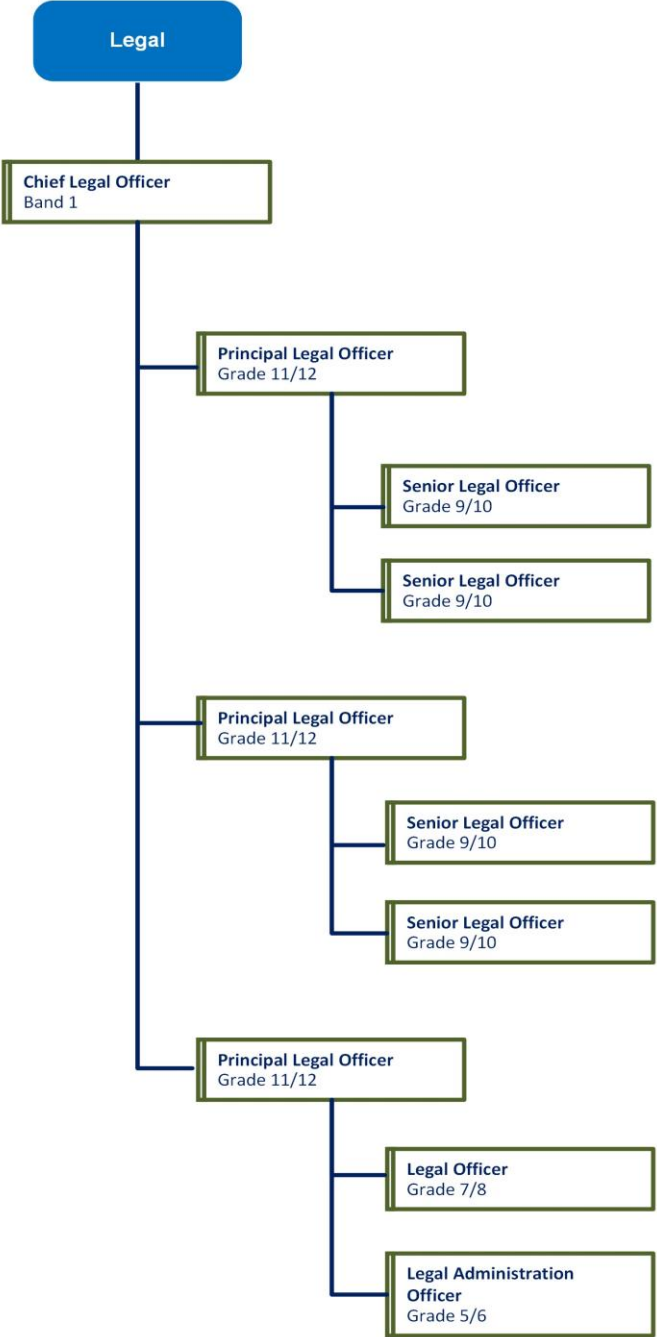 Legal
Chief Legal Officer
Band 1
Principal Legal Officer
Grade 11/12
Senior Legal Officer
Grade 9/10
Senior Legal Officer
Grade 9/10
Principal Legal Officer
Grade 11/12
Senior Legal Officer
Grade 9/10
Senior Legal Officer
Grade 9/10
Principal Legal Officer
Grade 11/12
Legal Officer
Grade 7/8
Legal Administration
Officer
Grade 5/6